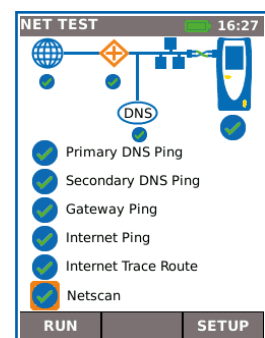 NET TEST 16:27
DNS
Primary DNS Ping
Secondary DNS Ping
Gateway Ping
Internet Ping
Internet Trace Route
Netscan
RUN SETUP